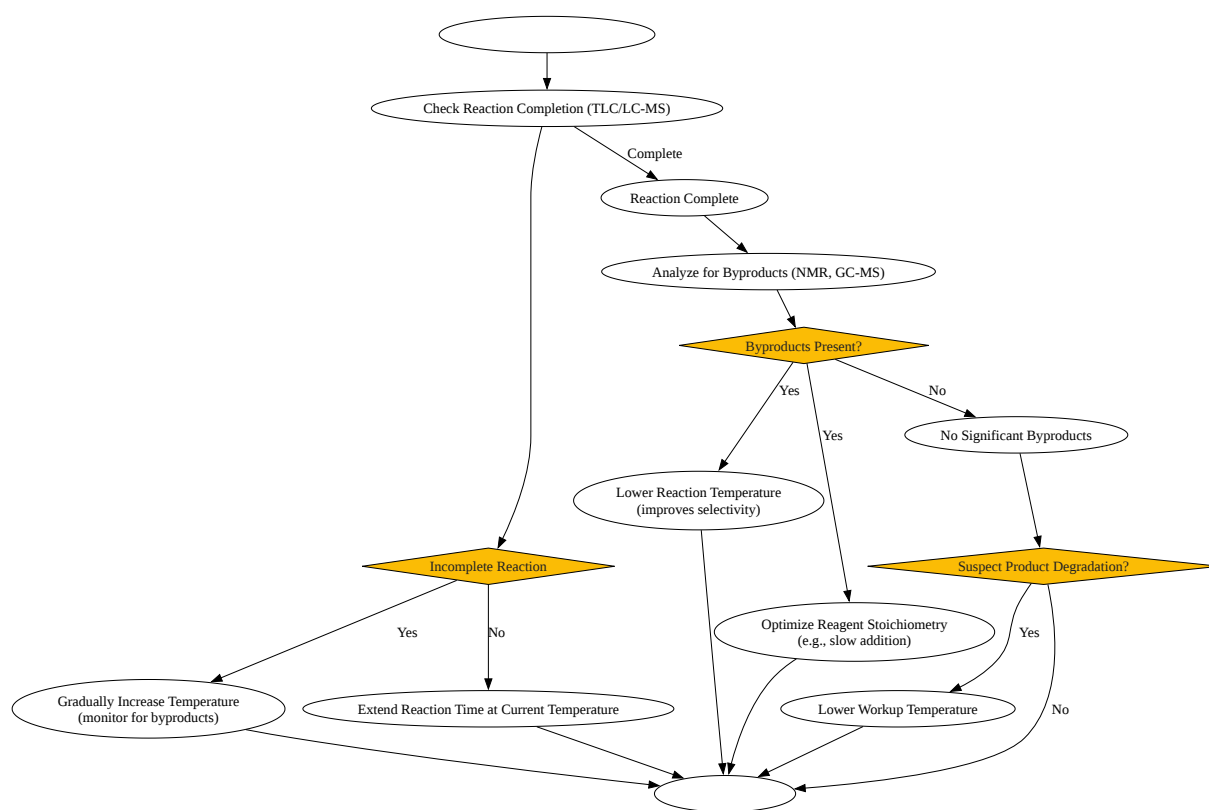 Check Reaction Completion (TLC/LC-MS)
Complete
Reaction Complete
Analyze for Byproducts (NMR, GC-MS)
Byproducts Present?
Yes
No
Yes
No Significant Byproducts
Lower Reaction Temperature
(improves selectivity)
Incomplete Reaction
Suspect Product Degradation?
Yes
No
Optimize Reagent Stoichiometry
(e.g., slow addition)
Yes
Gradually Increase Temperature
(monitor for byproducts)
Extend Reaction Time at Current Temperature
Lower Workup Temperature
No